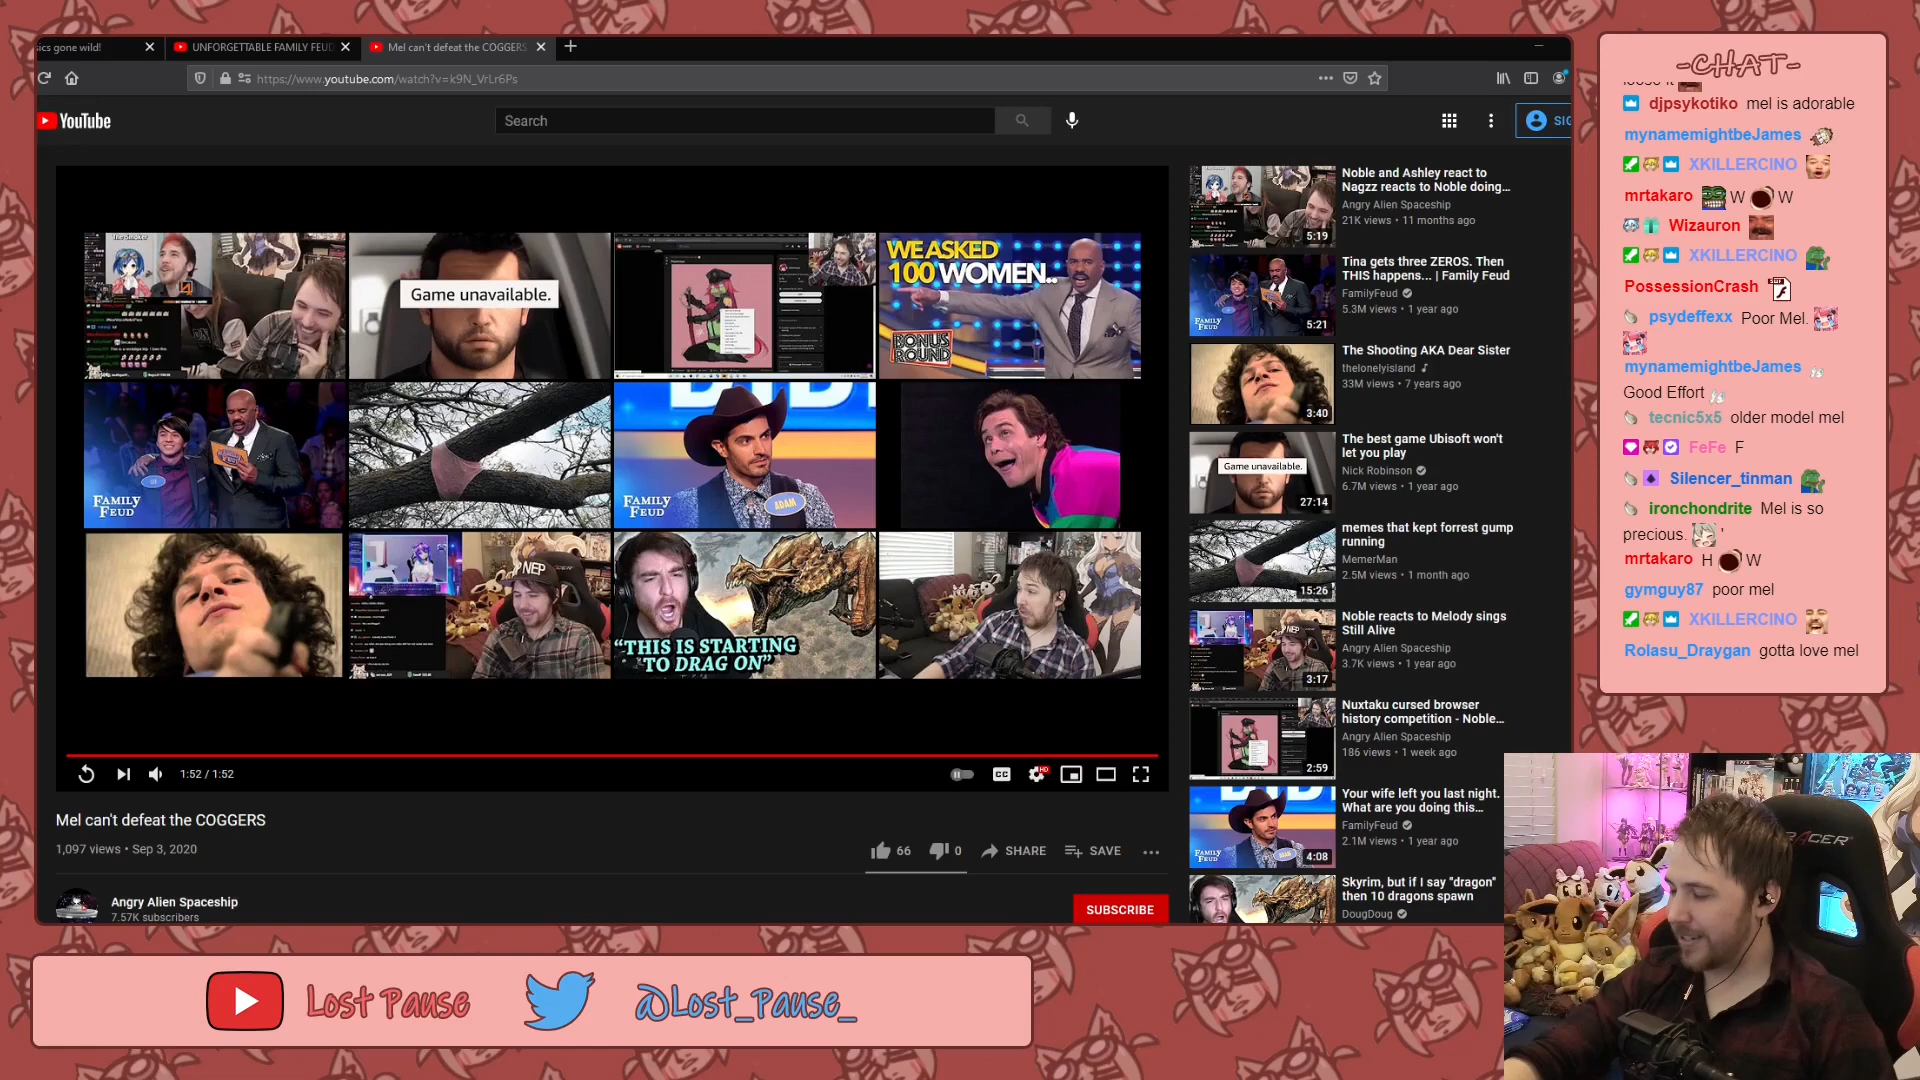 sics gone wild!
UNFORGETTABLE FAMILY FEUD
Mel can't defeat the COGGERS
https://www.youtube.com/watch?v=k9N_VrLr6Ps
YouTube
Search
SIG
Game unavailable.
WE ASKED
100 WOMEN..
BONUS
ROUND
FAMILY
FEUD
FAMILY
FEUD
ADAM
NEP
"THIS IS STARTING
TO DRAG ON"
1:52 / 1:52
CC
HD
Mel can't defeat the COGGERS
1,097 views • Sep 3, 2020
66
0
SHARE
SAVE
Angry Alien Spaceship
7.57K subscribers
SUBSCRIBE
Noble and Ashley react to
Nagzz reacts to Noble doing...
Angry Alien Spaceship
21K views • 11 months ago
5:19
Tina gets three ZEROS. Then
THIS happens... | Family Feud
FamilyFeud
5.3M views • 1 year ago
FAMILY
FEUD
5:21
The Shooting AKA Dear Sister
thelonelyisland
33M views • 7 years ago
3:40
The best game Ubisoft won't
let you play
Nick Robinson
6.7M views • 1 year ago
Game unavailable.
27:14
memes that kept forrest gump
running
MemerMan
2.5M views • 1 month ago
15:26
Noble reacts to Melody sings
Still Alive
Angry Alien Spaceship
3.7K views • 1 year ago
NEP
3:17
Nuxtaku cursed browser
history competition - Noble...
Angry Alien Spaceship
186 views • 1 week ago
2:59
Your wife left you last night.
What are you doing this...
FamilyFeud
2.1M views • 1 year ago
FAMILY
FEUD
4:08
Skyrim, but if I say "dragon"
then 10 dragons spawn
DougDoug
-CHAT-
djpsykotiko mel is adorable
mynamemightbeJames
XKILLERCINO
mrtakaro W W
Wizauron
XKILLERCINO
PossessionCrash
psydeffexx Poor Mel.
mynamemightbeJames
Good Effort
tecnic5x5 older model mel
FeFe F
Silencer_tinman
ironchondrite Mel is so
precious. '
mrtakaro H W
gymguy87 poor mel
XKILLERCINO
Rolasu_Draygan gotta love mel
Lost Pause
@Lost_Pause_